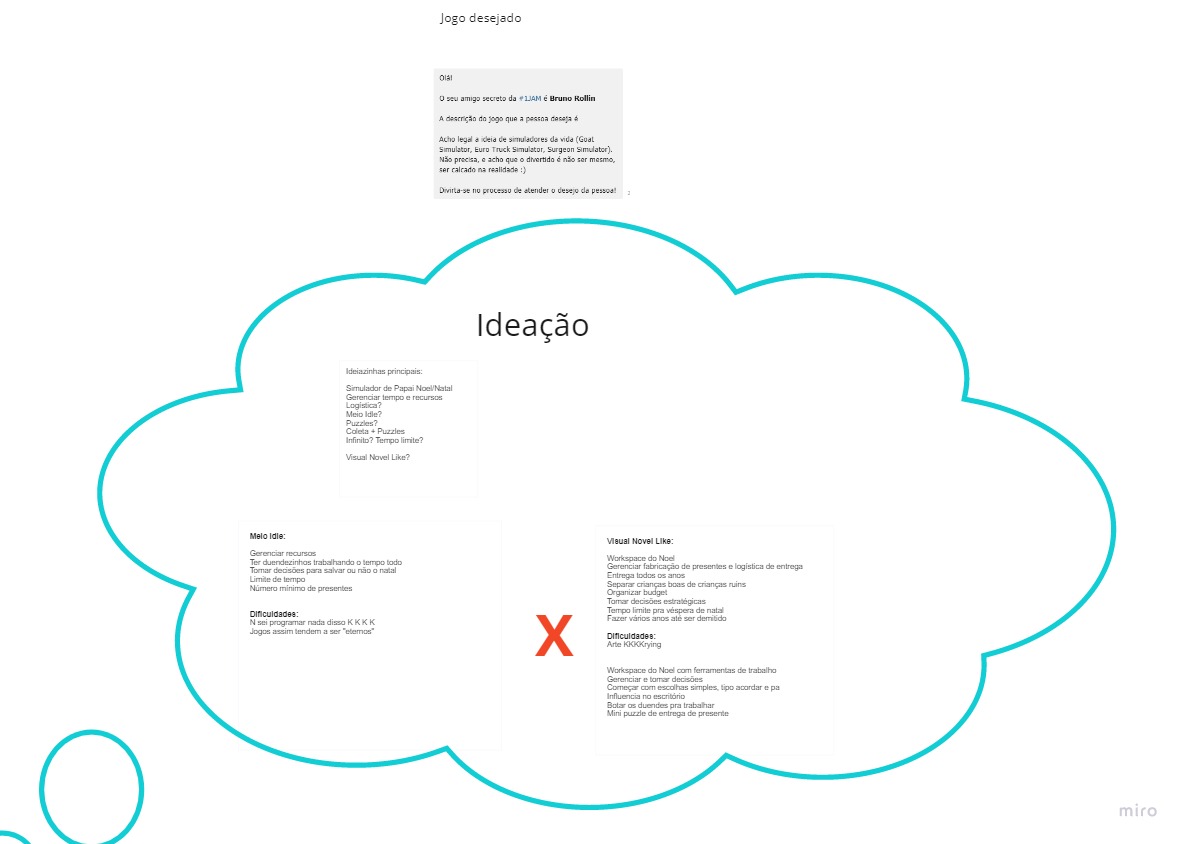 Jogo desejado
Olá!
O seu amigo secreto da #1JAM é Bruno Rollin
A descrição do jogo que a pessoa deseja é
Acho legal a ideia de simuladores da vida (Goat
Simulator, Euro Truck Simulator, Surgeon Simulator).
Não precisa, e acho que o divertido é não ser mesmo,
ser calcado na realidade :)
Divirta-se no processo de atender o desejo da pessoa!
Ideação
Ideiazinhas principais:
Simulador de Papai Noel/Natal
Gerenciar tempo e recursos
Logística?
Meio Idle?
Puzzles?
Coleta + Puzzles
Infinito? Tempo limite?
Visual Novel Like?
Meio Idle:
Gerenciar recursos
Ter duendezinhos trabalhando o tempo todo
Tomar decisões para salvar ou não o natal
Limite de tempo
Número mínimo de presentes
Dificuldades:
N sei programar nada disso K K K K
Jogos assim tendem a ser "eternos"
X
Visual Novel Like:
Workspace do Noel
Gerenciar fabricação de presentes e logística de entrega
Entrega todos os anos
Separar crianças boas de crianças ruins
Organizar budget
Tomar decisões estratégicas
Tempo limite pra véspera de natal
Fazer vários anos até ser demitido
Dificuldades:
Arte KKKKrying
Workspace do Noel com ferramentas de trabalho
Gerenciar e tomar decisões
Começar com escolhas simples, tipo acordar e pa
Influencia no escritório
Botar os duendes pra trabalhar
Mini puzzle de entrega de presente
miro